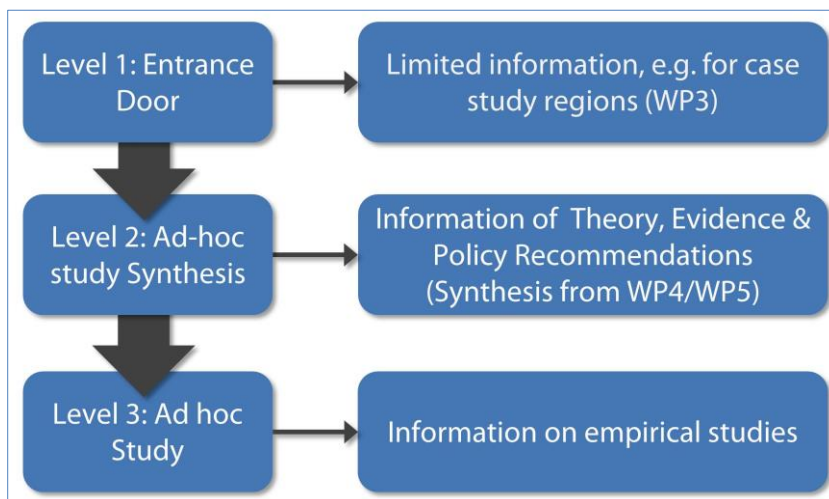 Level 1: Entrance
Door
Limited information, e.g. for case
study regions (WP3)
Level 2: Ad-hoc
study Synthesis
Information of Theory, Evidence &
Policy Recommendations
(Synthesis from WP4/WP5)
Level 3: Ad hoc
Study
Information on empirical studies